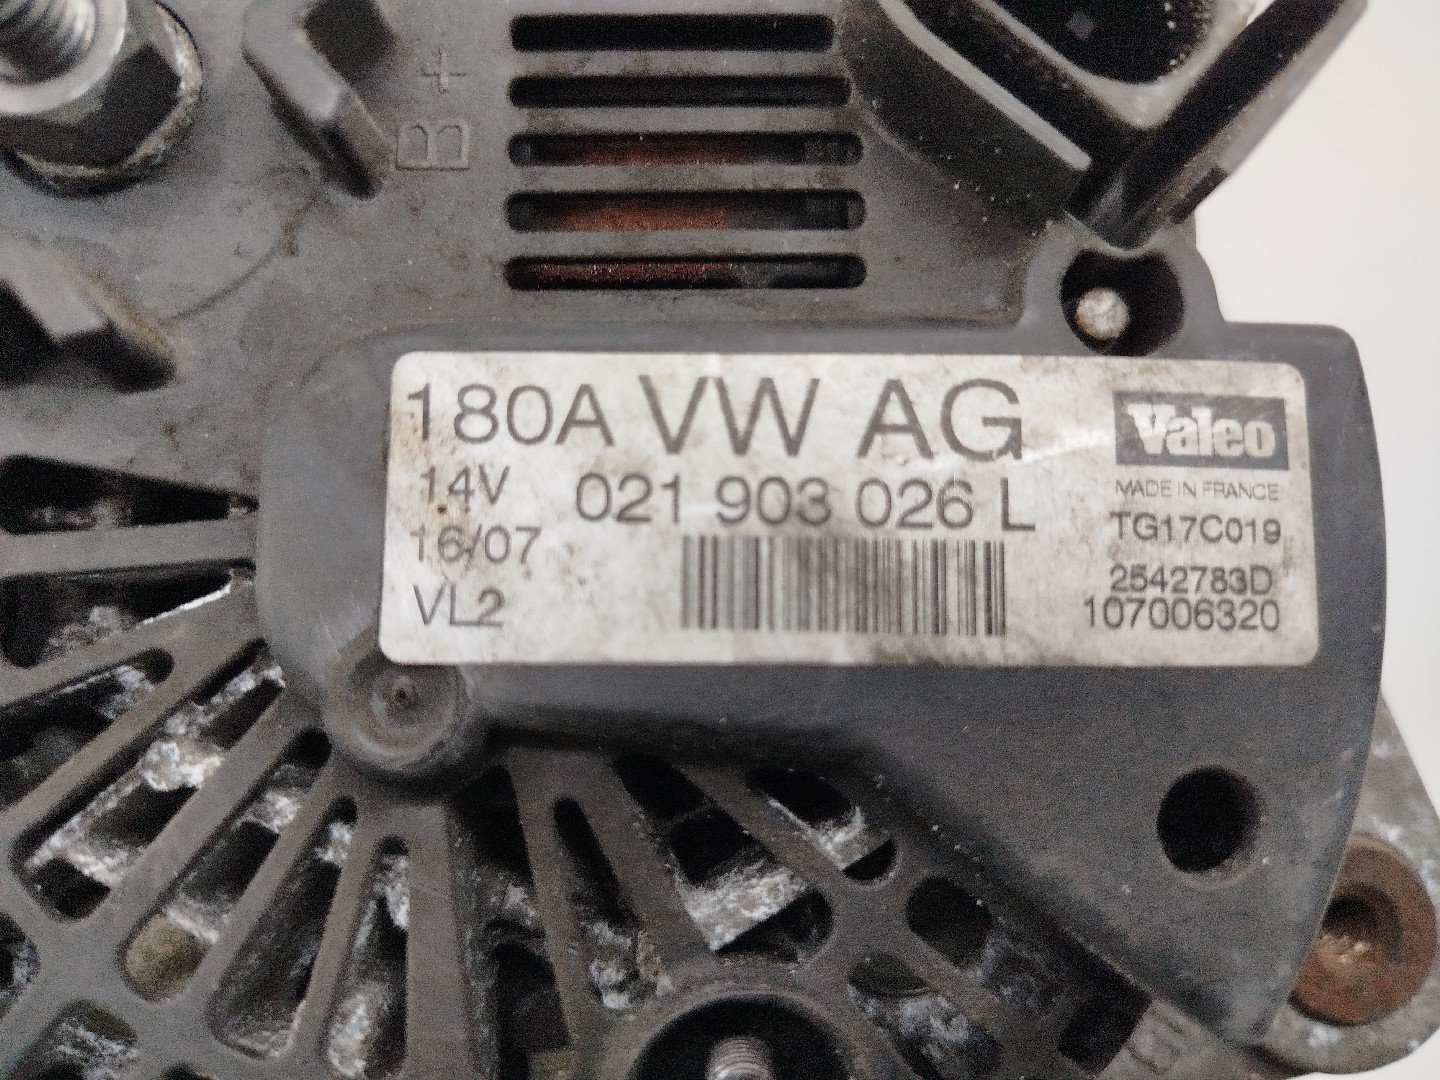 B+
180A VW AG
Valeo
14V
021 903 026 L
MADE IN FRANCE
16/07
TG17C019
VL2
2542783D
107006320